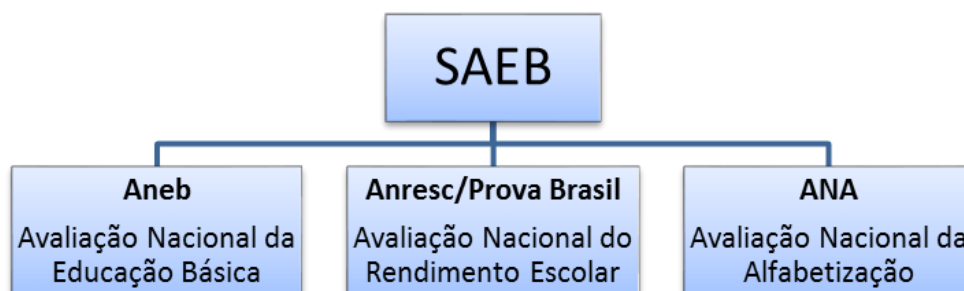 SAEB
Aneb
Avaliação Nacional da
Educação Básica
Anresc/Prova Brasil
Avaliação Nacional do
Rendimento Escolar
ANA
Avaliação Nacional da
Alfabetização